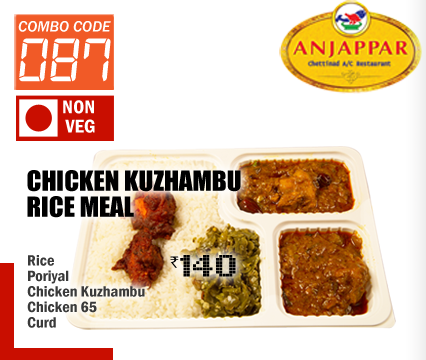 COMBO CODE
087
NON
VEG
ANJAPPAR
Chettinad A/C Restaurant
CHICKEN KUZHAMBU
RICE MEAL
₹140
Rice
Poriyal
Chicken Kuzhambu
Chicken 65
Curd